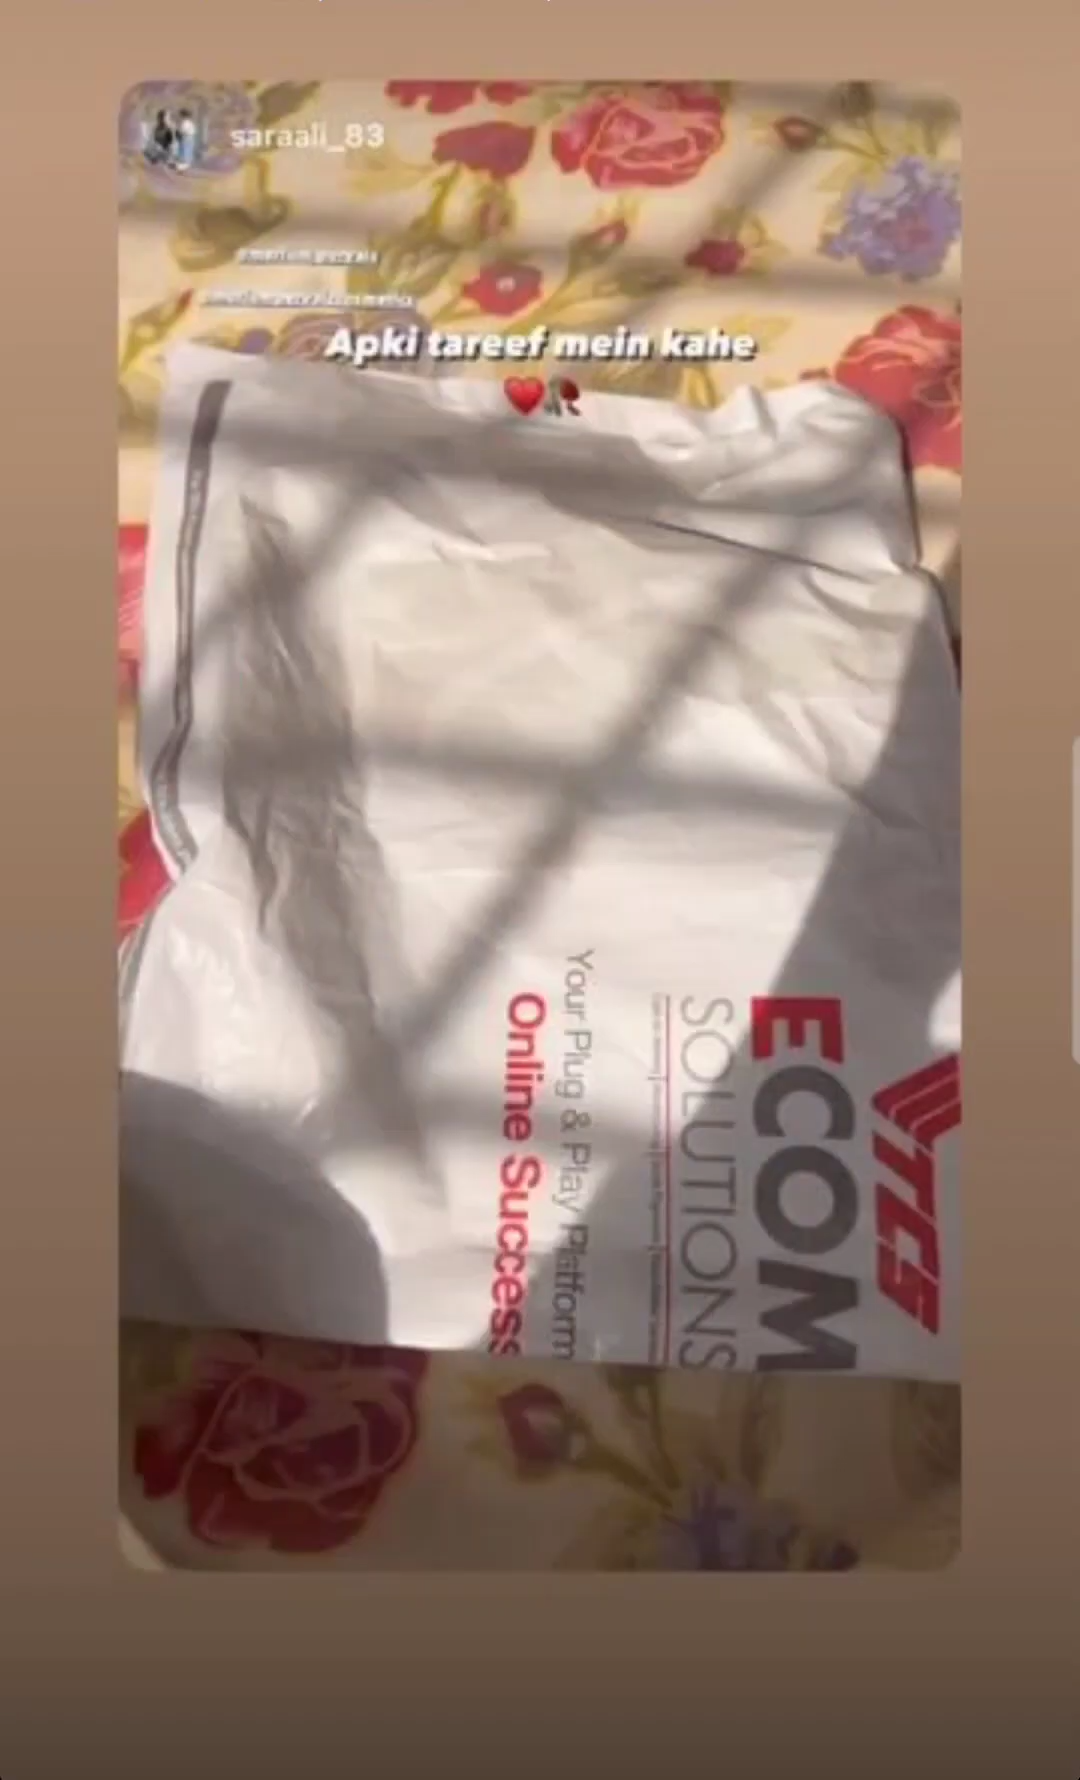 saraali_83
Apki tareef mein kahe
❤️🥀
TCS
ECOM
SOLUTIONS
Your Plug & Play Platform
Online Success